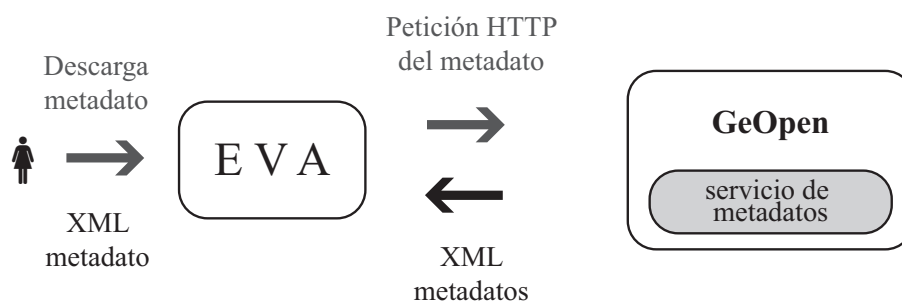 Descarga
metadato
XML
metadato
E V A
Petición HTTP
del metadato
XML
metadatos
GeOpen
servicio de
metadatos